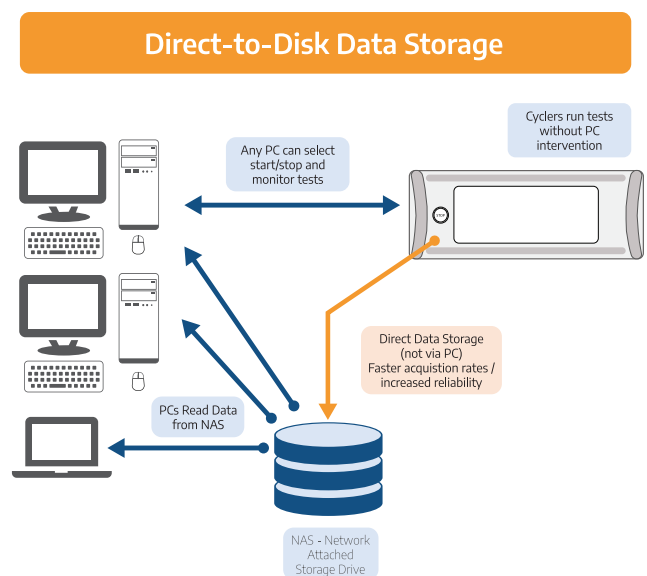 Direct-to-Disk Data Storage
Cyclers run tests
without PC
intervention
Any PC can select
start/stop and
monitor tests
STOP
Direct Data Storage
(not via PC)
Faster acquistion rates /
increased reliability
PCs Read Data
from NAS
NAS - Network
Attached
Storage Drive